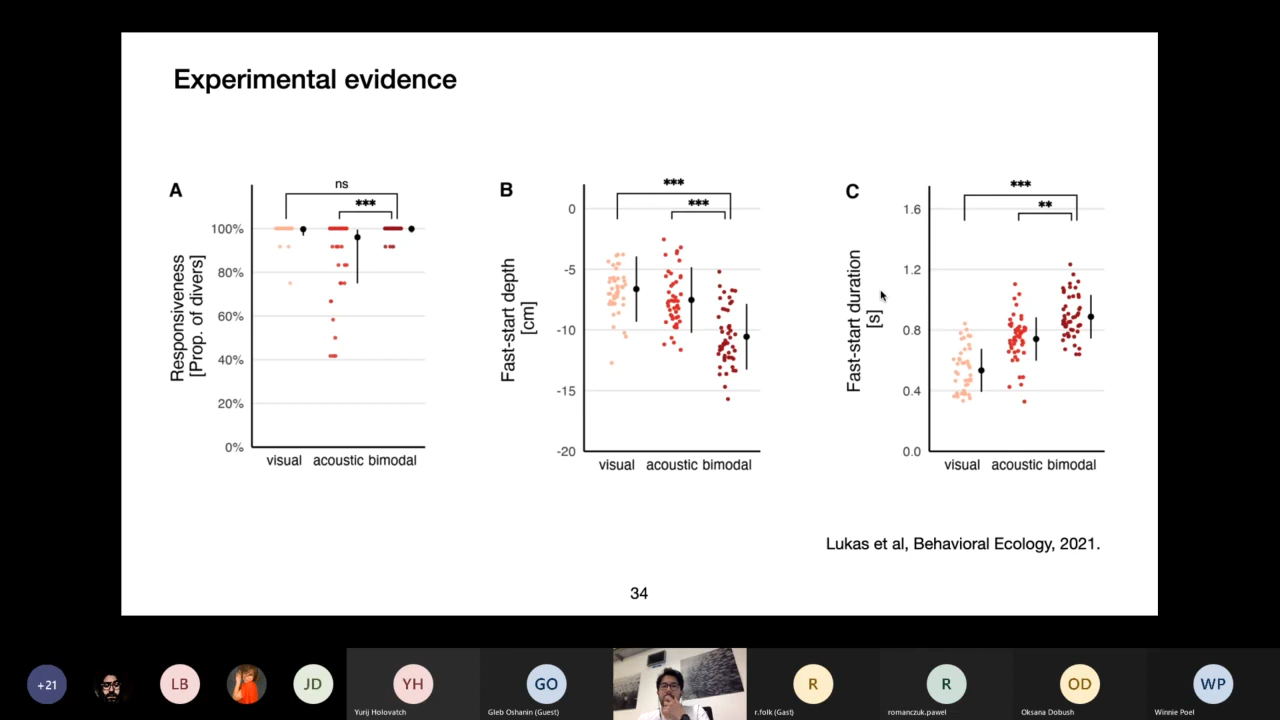 Experimental evidence
A
ns
***
100%
80%
60%
40%
20%
0%
Responsiveness
[Prop. of divers]
visual acoustic bimodal
B
***
***
0
-5
-10
-15
-20
Fast-start depth
[cm]
visual acoustic bimodal
C
***
**
1.6
1.2
0.8
0.4
0.0
Fast-start duration
[s]
visual acoustic bimodal
Lukas et al, Behavioral Ecology, 2021.
34
+21
LB
JD
YH
GO
R
R
OD
WP
Yurij Holovatch
Gleb Oshanin (Guest)
r.folk (Gast)
romanczuk.pawel
Oksana Dobush
Winnie Poel